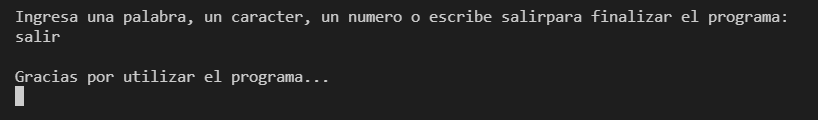 Ingresa una palabra, un caracter, un numero o escribe salirpara finalizar el programa:
salir
Gracias por utilizar el programa...